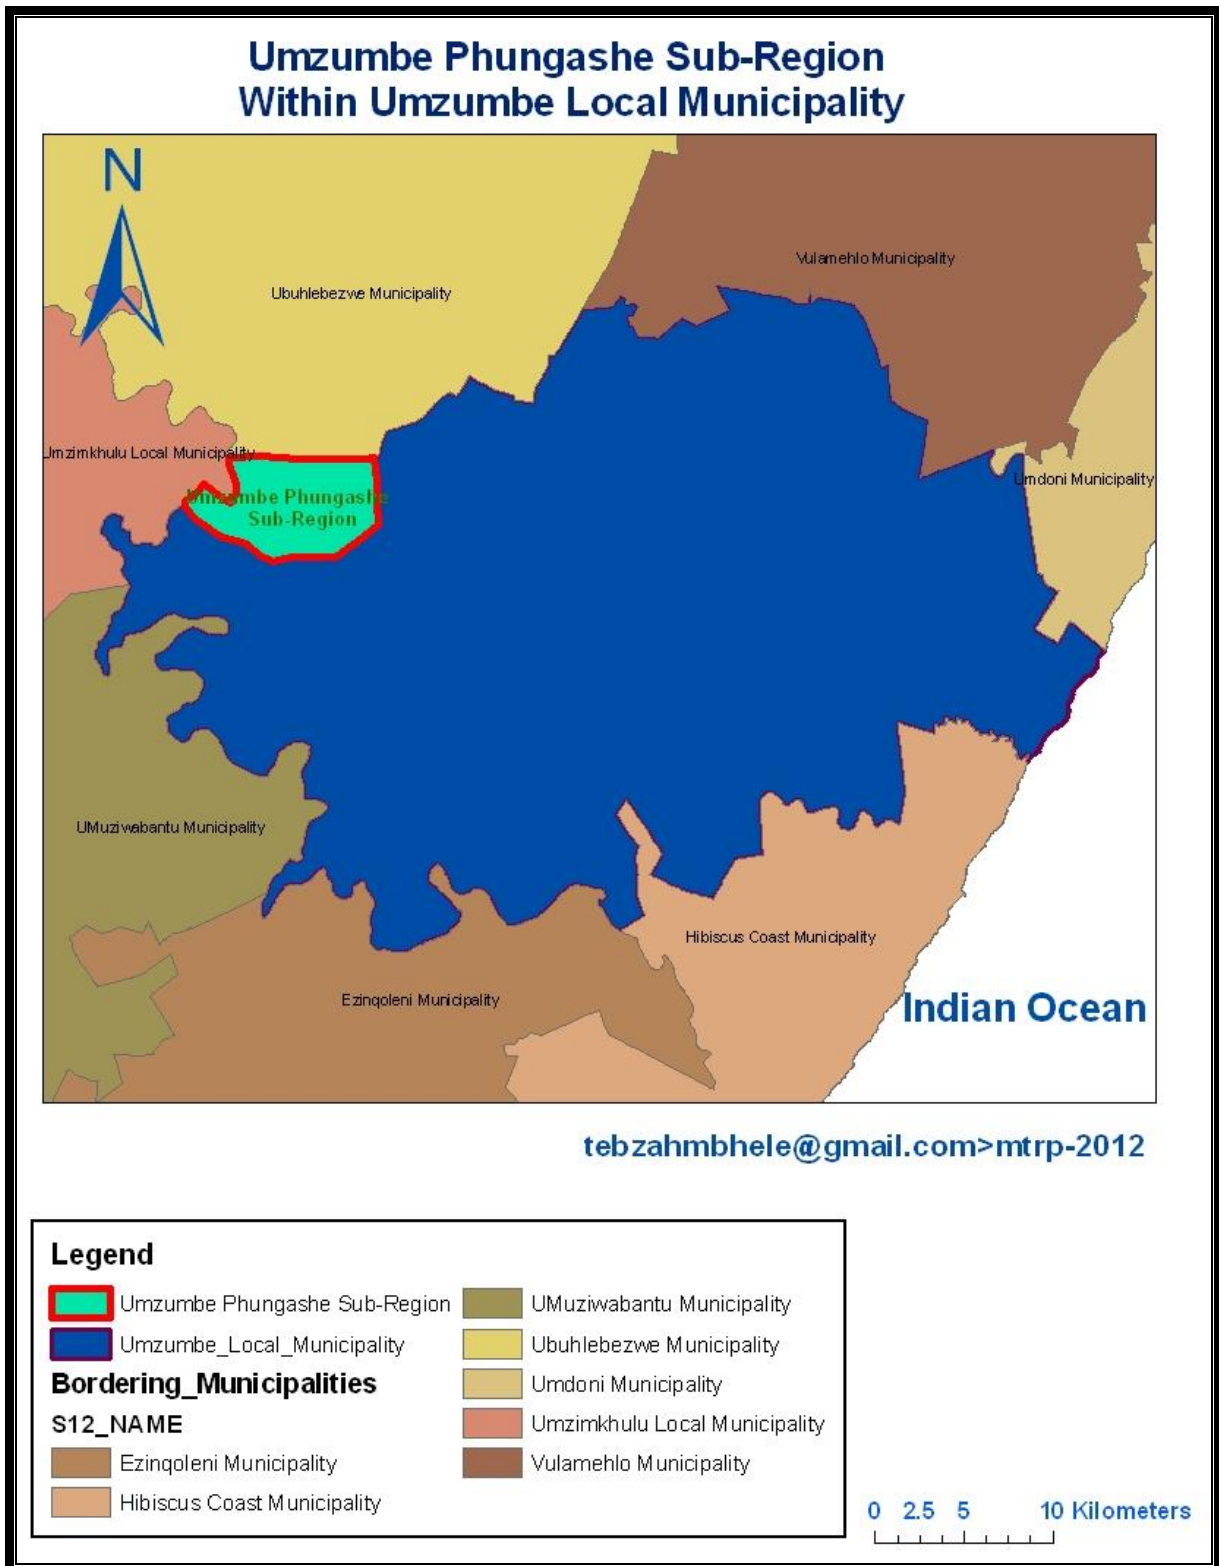 Umzumbe Phungashe Sub-Region
Within Umzumbe Local Municipality
N
Vulamehlo Municipality
Ubuhlebezwe Municipality
Umzimkhulu Local Municipality
Umdoni Municipality
Umzumbe Phungashe
Sub-Region
UMuziwabantu Municipality
Hibiscus Coast Municipality
Ezinqoleni Municipality
Indian Ocean
tebzahmbhele@gmail.com>mtrp-2012
Legend
Umzumbe Phungashe Sub-Region
Umzumbe_Local_Municipality
Bordering_Municipalities
S12_NAME
Ezinqoleni Municipality
Hibiscus Coast Municipality
UMuziwabantu Municipality
Ubuhlebezwe Municipality
Umdoni Municipality
Umzimkhulu Local Municipality
Vulamehlo Municipality
0 2.5 5 10 Kilometers